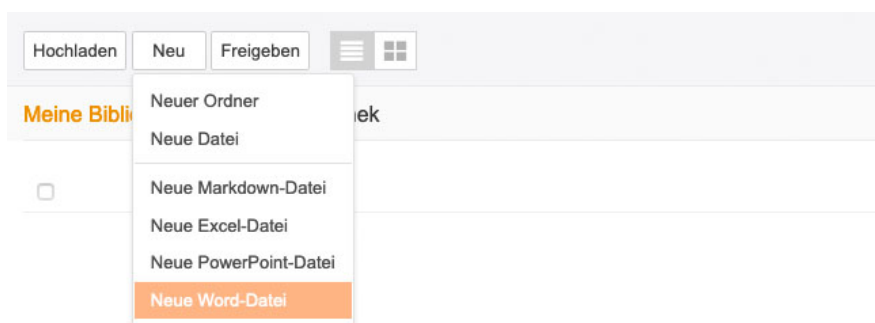 Hochladen Neu Freigeben
Neuer Ordner
Meine Bibli ek
Neue Datei
Neue Markdown-Datei
Neue Excel-Datei
Neue PowerPoint-Datei
Neue Word-Datei